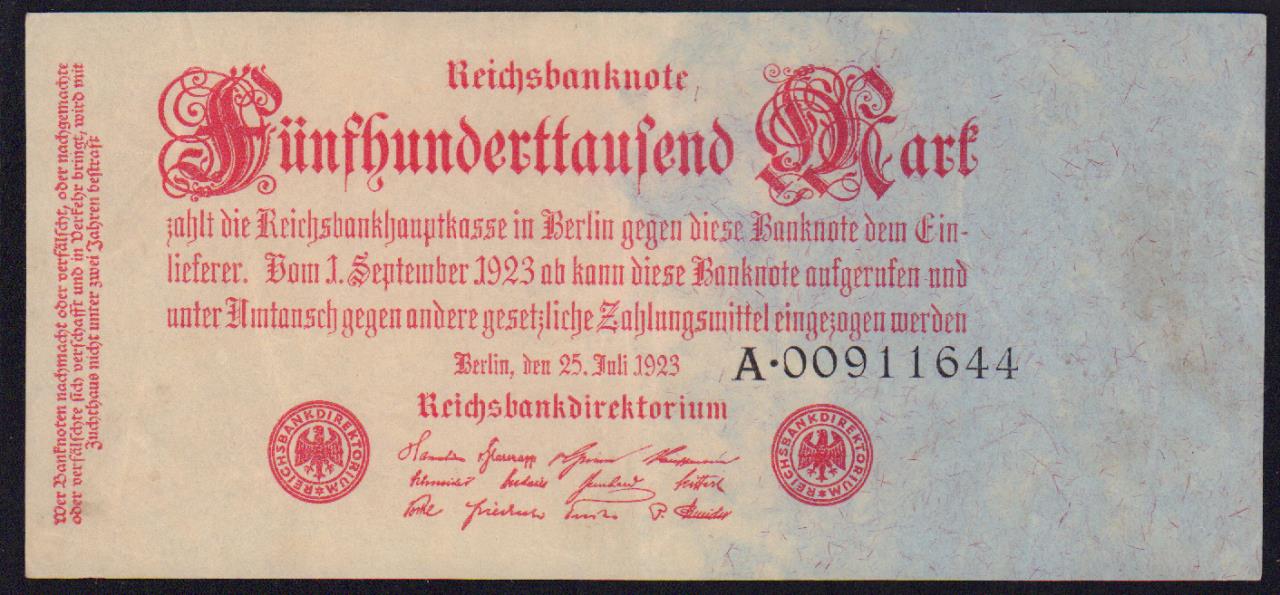 Reichsbanknote
Fünfhunderttausend Mark
zahlt die Reichsbankhauptkasse in Berlin gegen diese Banknote dem Ein-
lieferer. Vom 1. September 1923 ab kann diese Banknote aufgerufen und
unter Umtausch gegen andere gesetzliche Zahlungsmittel eingezogen werden
Berlin, den 25. Juli 1923
A·00911644
Reichsbankdirektorium
REICHSBANKDIREKTORIUM
REICHSBANKDIREKTORIUM
Wer Banknoten nachmacht oder verfälscht, oder nachgemachte
oder verfälschte sich verschafft und in Verkehr bringt, wird mit
Zuchthaus nicht unter zwei Jahren bestraft